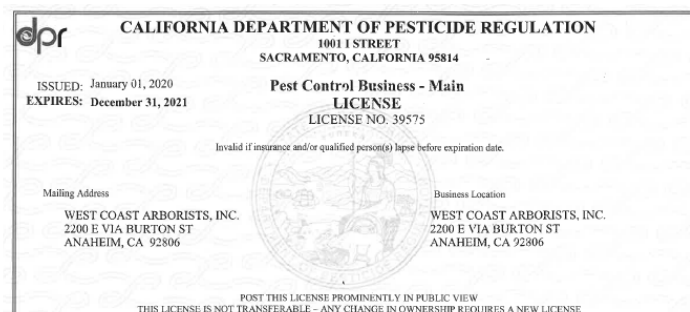 dpr
CALIFORNIA DEPARTMENT OF PESTICIDE REGULATION
1001 I STREET
SACRAMENTO, CALFORNIA 95814
ISSUED: January 01, 2020
EXPIRES: December 31, 2021
Pest Control Business - Main
LICENSE
LICENSE NO. 39575
Invalid if insurance and/or qualified person(s) lapse before expiration date.
Mailing Address
WEST COAST ARBORISTS, INC.
2200 E VIA BURTON ST
ANAHEIM, CA 92806
Business Location
WEST COAST ARBORISTS, INC.
2200 E VIA BURTON ST
ANAHEIM, CA 92806
POST THIS LICENSE PROMINENTLY IN PUBLIC VIEW
THIS LICENSE IS NOT TRANSFERABLE – ANY CHANGE IN OWNERSHIP REQUIRES A NEW LICENSE